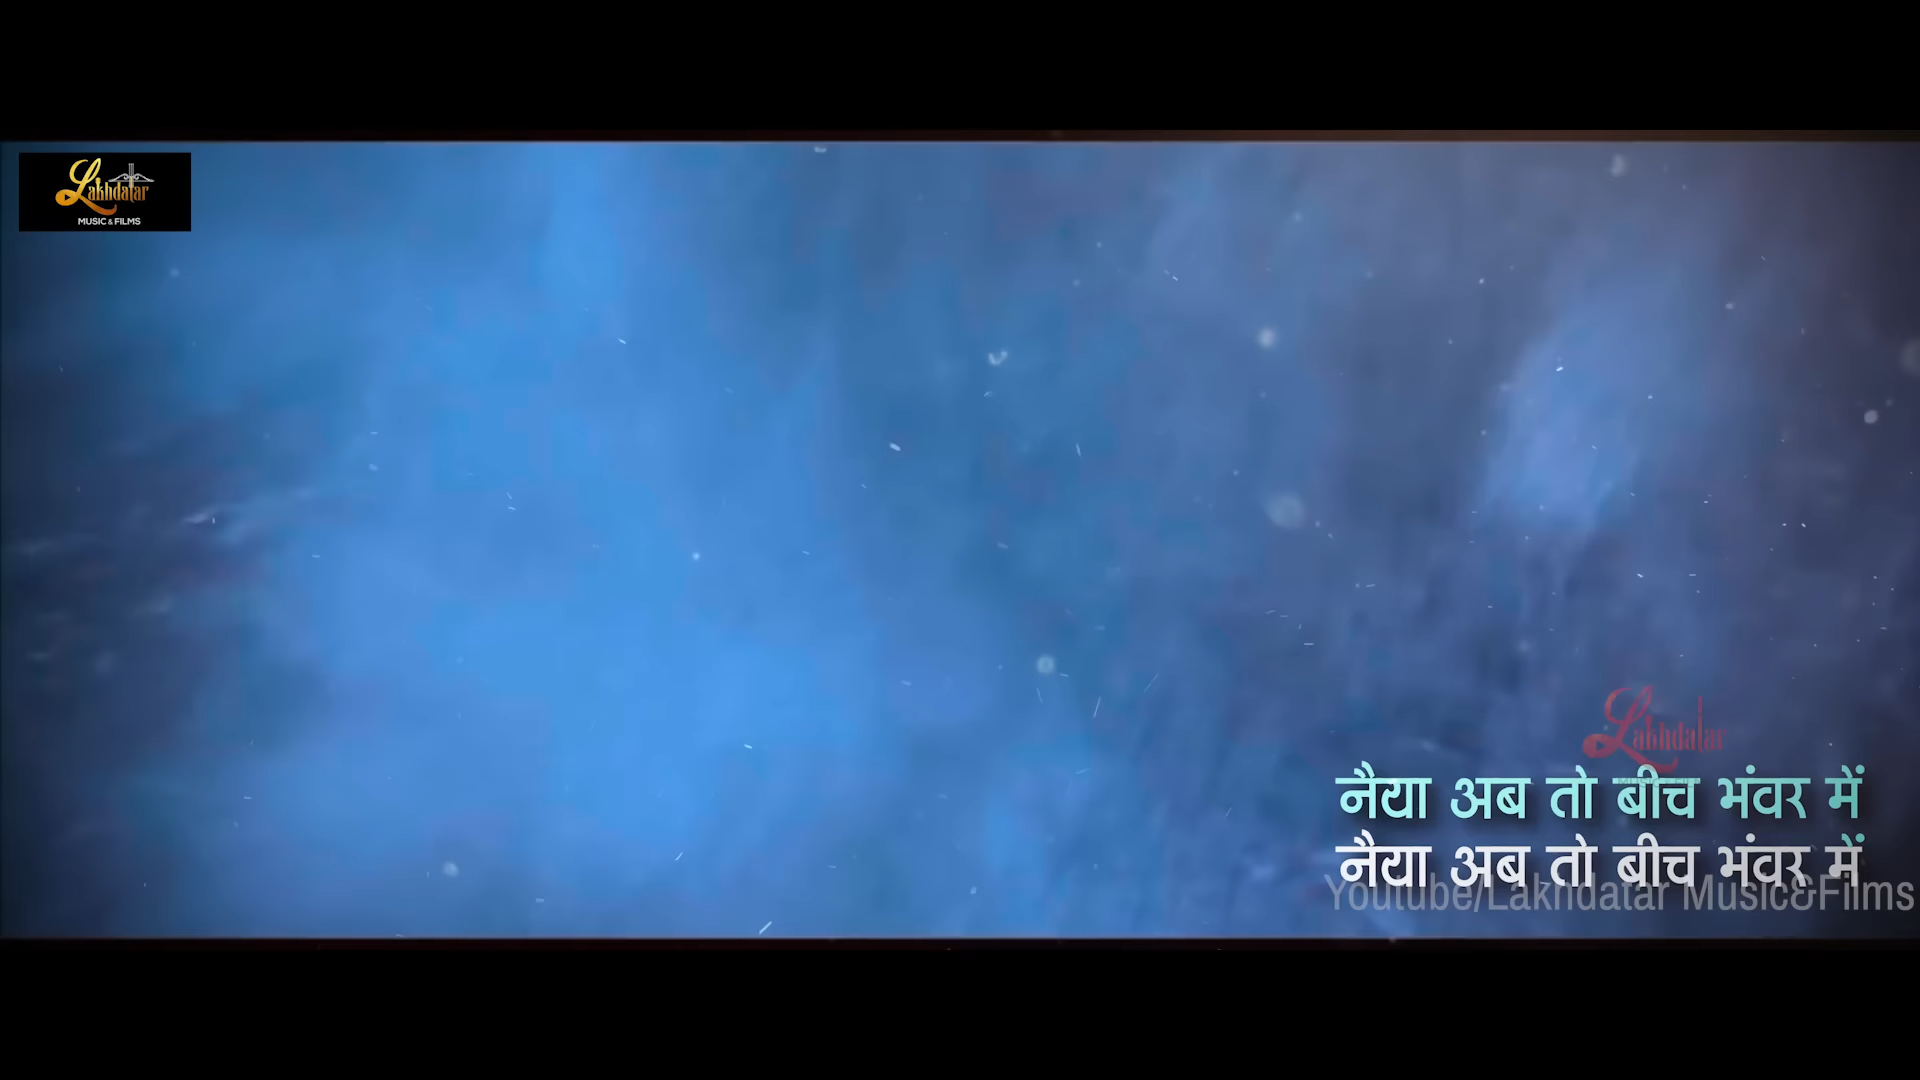 Lakhdatar
MUSIC & FILMS
Lakhdatar
नैया अब तो बीच भंवर में
नैया अब तो बीच भंवर में
Youtube/Lakhdatar Music&Films